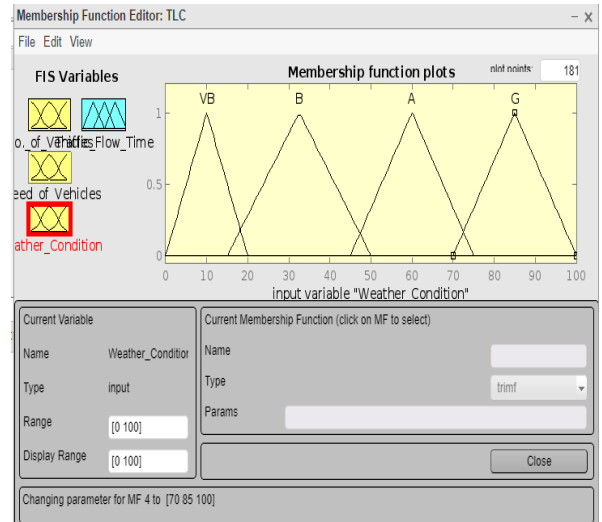 Membership Function Editor: TLC
– x
File Edit View
FIS Variables
Membership function plots
plot points:
181
VB
B
A
G
1
0.5
0
0 10 20 30 40 50 60 70 80 90 100
input variable "Weather Condition"
o._of_Vehicles
Traffic_Flow_Time
eed of Vehicles
ather_Condition
Current Variable
Name
Weather_Condition
Type
input
Range
[0 100]
Display Range
[0 100]
Current Membership Function (click on MF to select)
Name
Type
trimf
Params
Close
Changing parameter for MF 4 to [70 85 100]